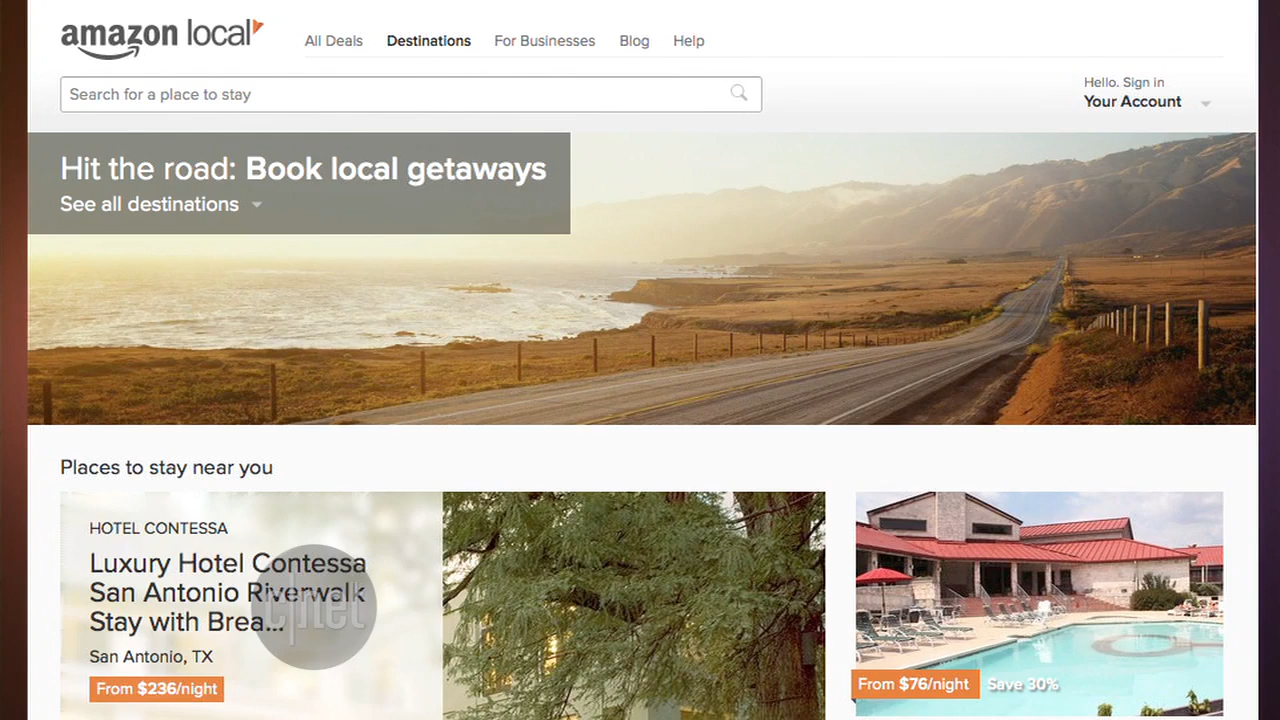 amazon local
All Deals
Destinations
For Businesses
Blog
Help
Search for a place to stay
Hello. Sign in
Your Account
Hit the road: Book local getaways
See all destinations
Places to stay near you
HOTEL CONTESSA
Luxury Hotel Contessa
San Antonio Riverwalk
Stay with Brea...
San Antonio, TX
From $236/night
c|net
From $76/night
Save 30%